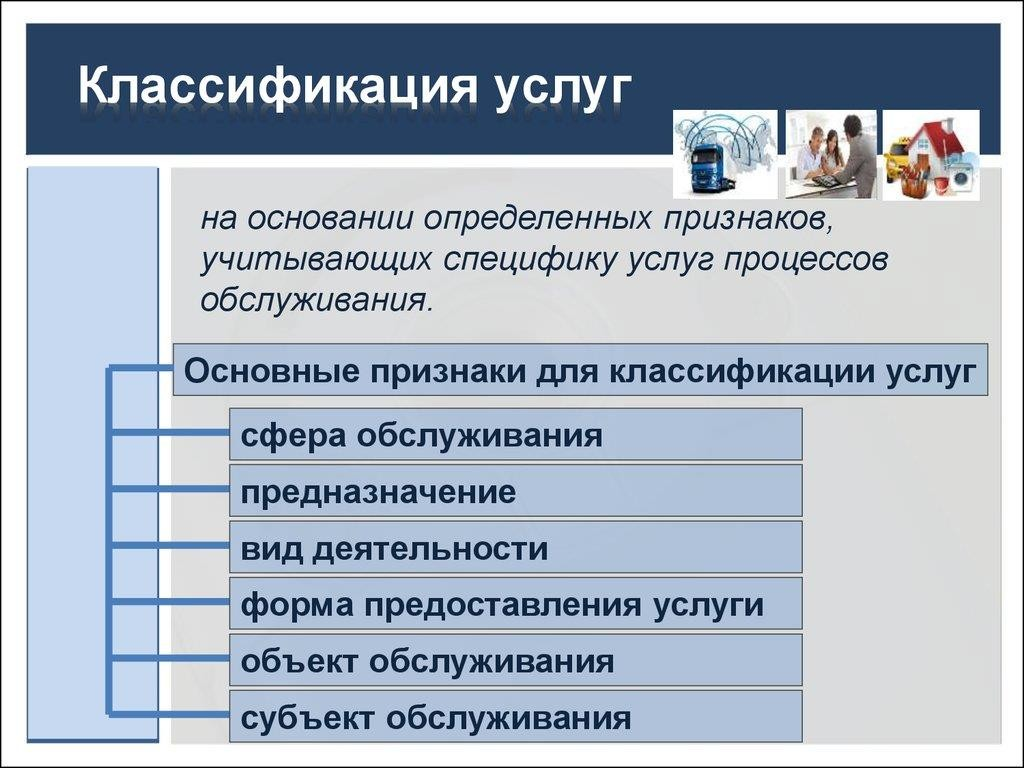 Классификация услуг
на основании определенных признаков,
учитывающих специфику услуг процессов
обслуживания.
Основные признаки для классификации услуг
сфера обслуживания
предназначение
вид деятельности
форма предоставления услуги
объект обслуживания
субъект обслуживания